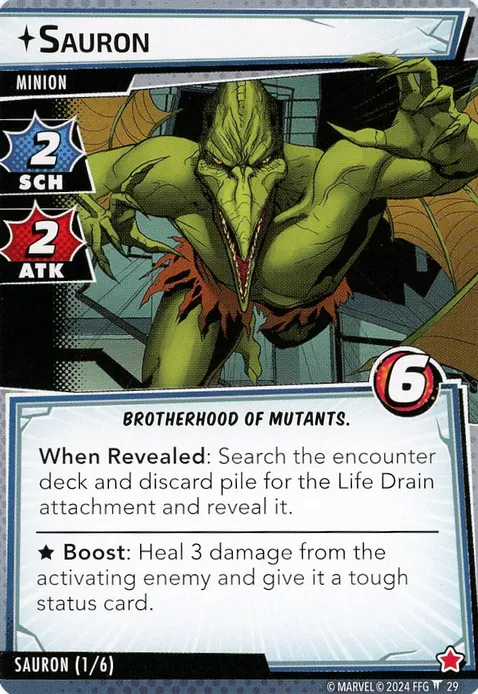 SAURON
MINION
2
SCH
2
ATK
6
BROTHERHOOD OF MUTANTS.
When Revealed: Search the encounter
deck and discard pile for the Life Drain
attachment and reveal it.
★ Boost: Heal 3 damage from the
activating enemy and give it a tough
status card.
SAURON (1/6)
© MARVEL © 2024 FFG 29